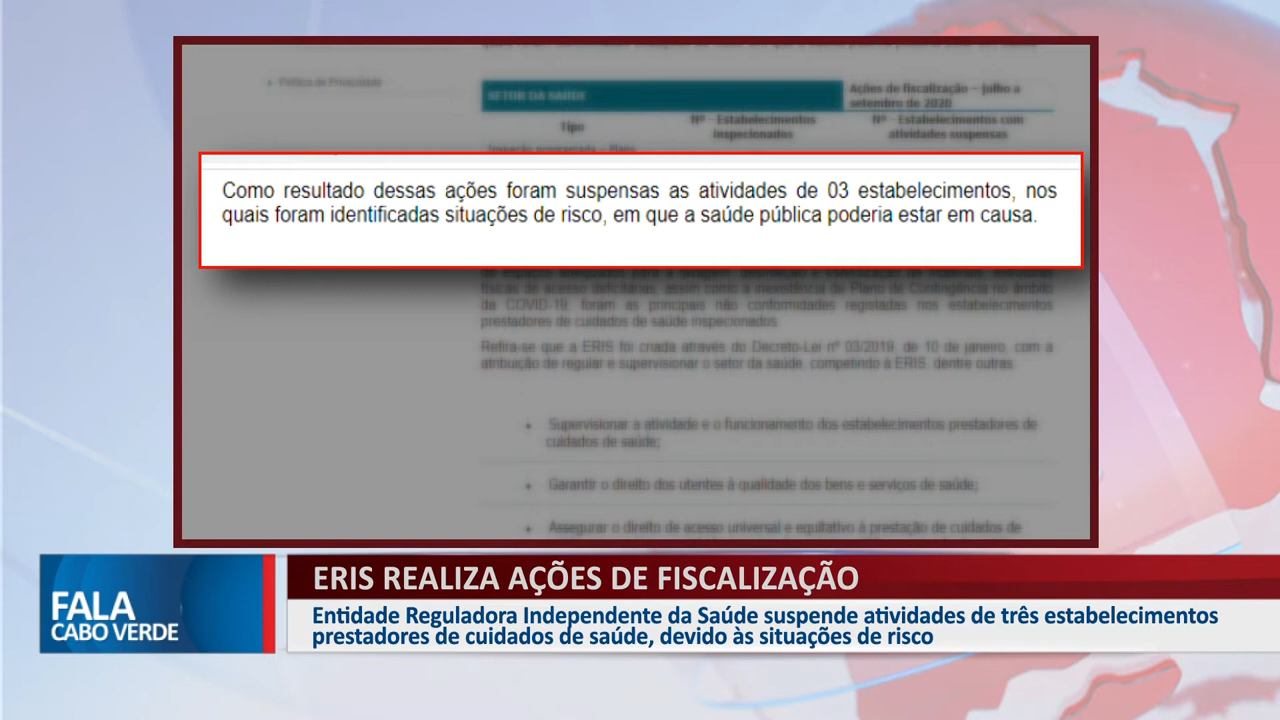 Política de Privacidade
SETOR DA SAÚDE
Ações de fiscalização – julho a
setembro de 2020
Tipo
Nº - Estabelecimentos
Inspecionados
Nº - Estabelecimentos com
atividades suspensas
Como resultado dessas ações foram suspensas as atividades de 03 estabelecimentos, nos
quais foram identificadas situações de risco, em que a saúde pública poderia estar em causa.
físicas de acesso deficitárias, assim como a inexistência de Plano de Contingência no âmbito
da COVID-19, foram as principais não conformidades registadas nos estabelecimentos
prestadores de cuidados de saúde inspecionados.
Refira-se que a ERIS foi criada através do Decreto-Lei nº 03/2019, de 10 de janeiro, com a
atribuição de regular e supervisionar o setor da saúde, competindo à ERIS, dentre outras:
• Supervisionar a atividade e o funcionamento dos estabelecimentos prestadores de
cuidados de saúde;
• Garantir o direito dos utentes à qualidade dos bens e serviços de saúde;
• Assegurar o direito de acesso universal e equitativo à prestação de cuidados de
ERIS REALIZA AÇÕES DE FISCALIZAÇÃO
Entidade Reguladora Independente da Saúde suspende atividades de três estabelecimentos
prestadores de cuidados de saúde, devido às situações de risco
FALA
CABO VERDE